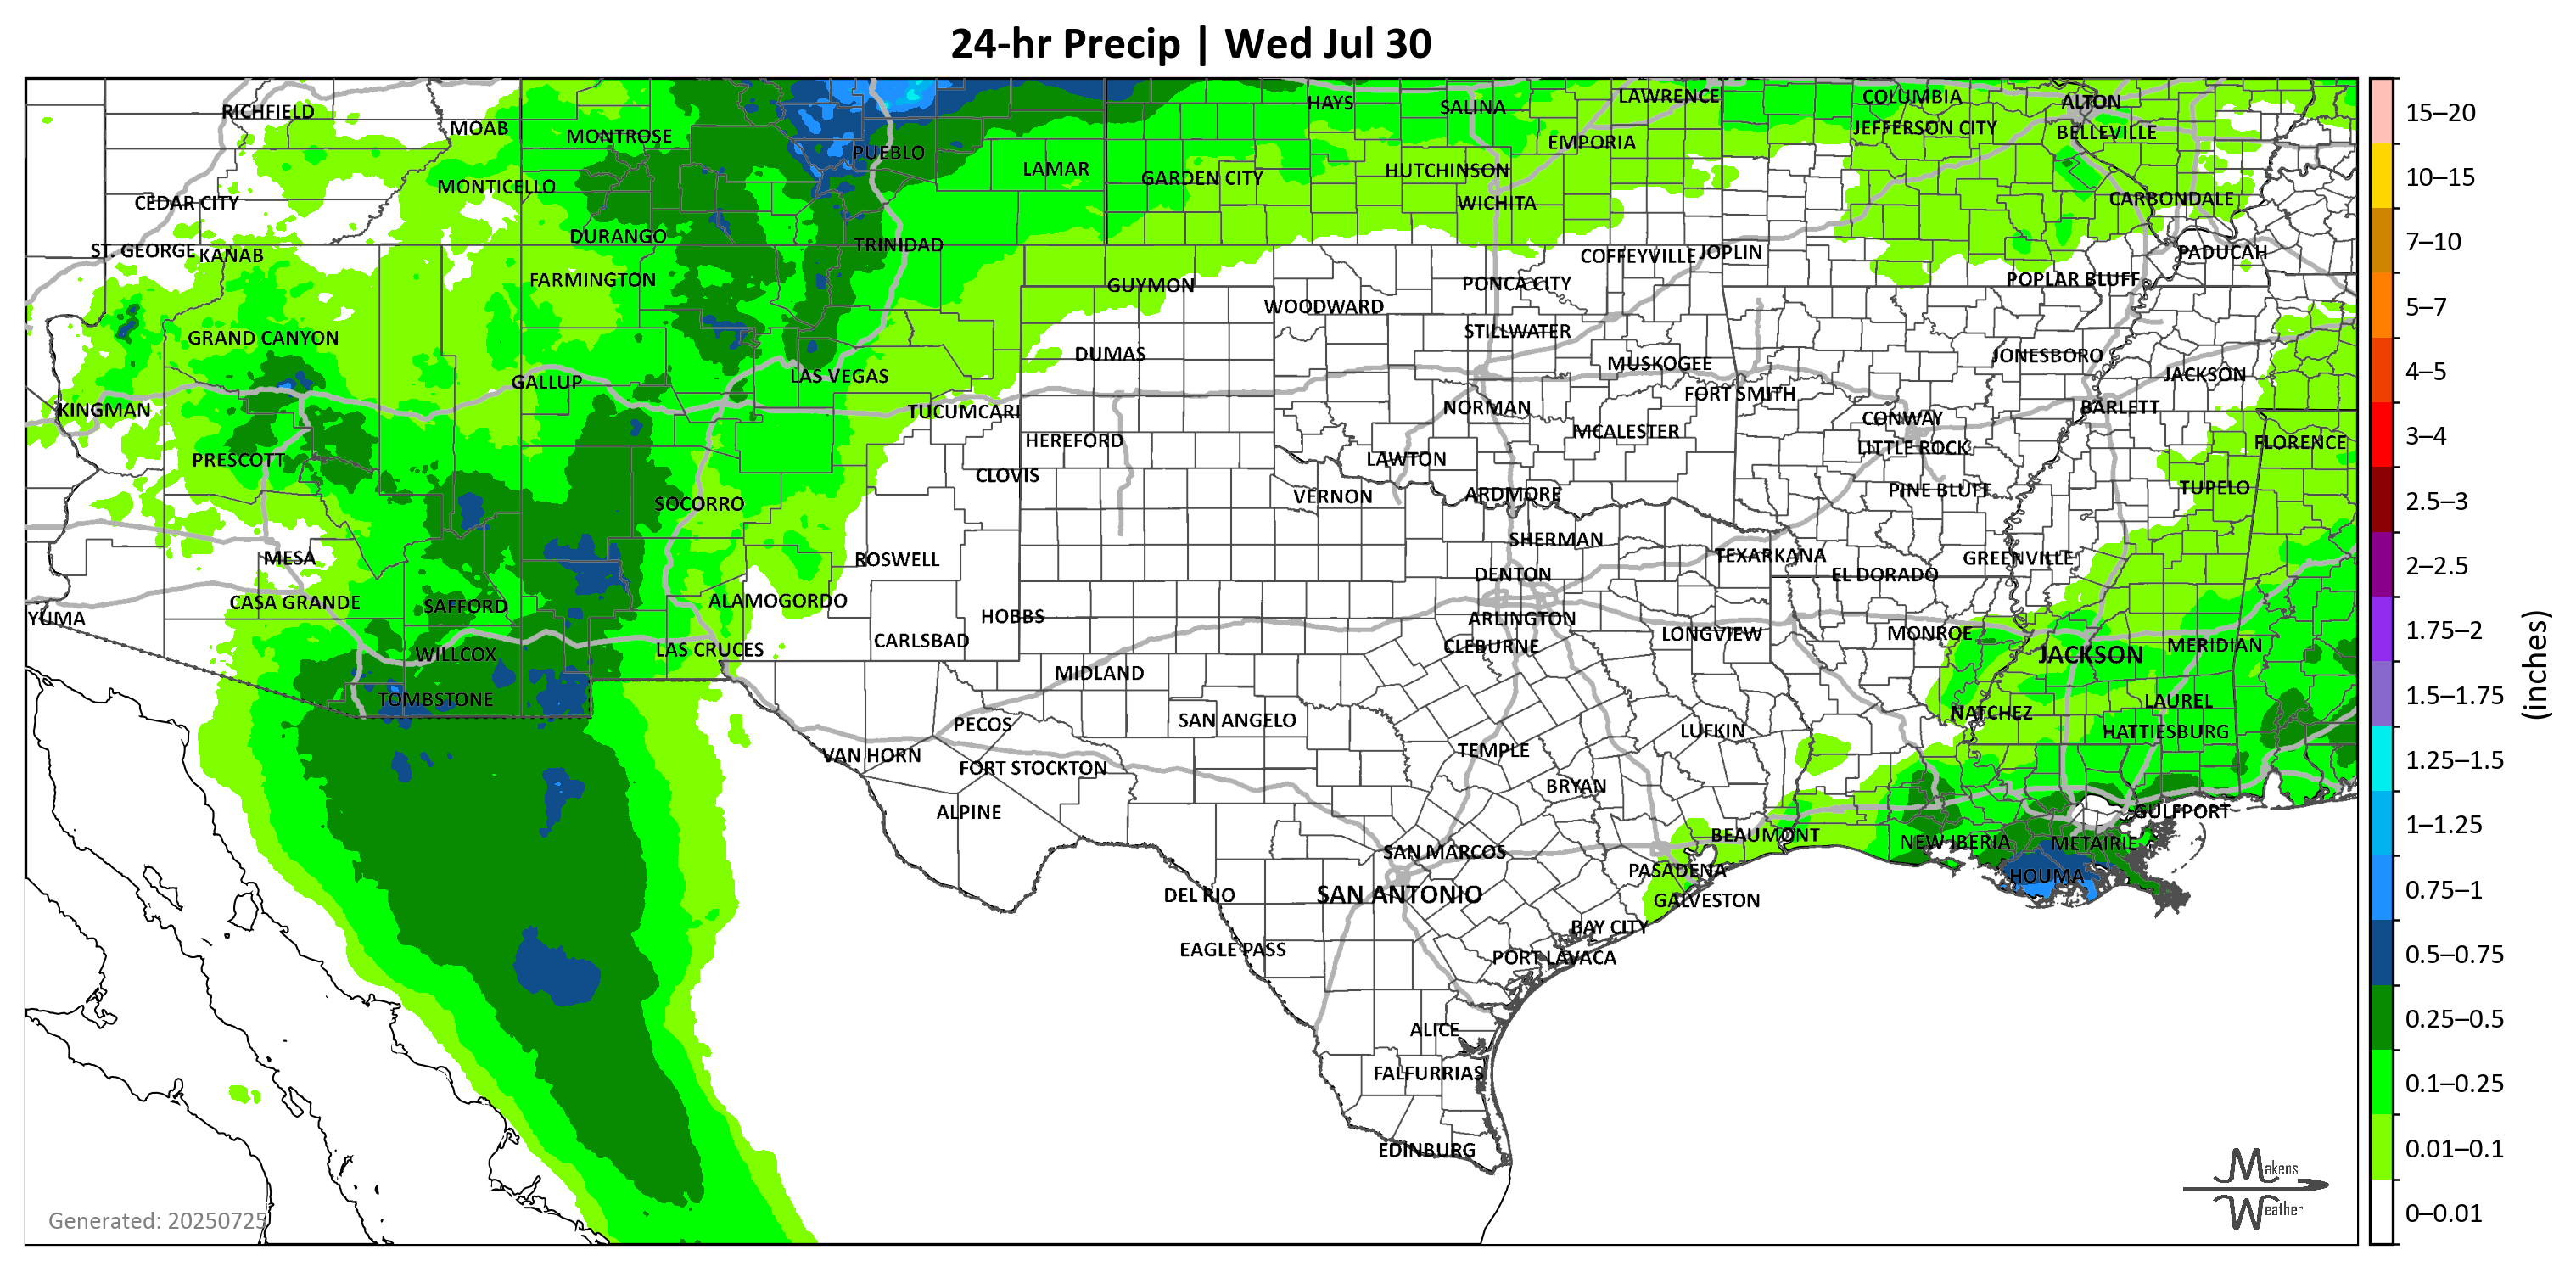 24-hr Precip | Wed Jul 30
RICHFIELD
MOAB
MONTROSE
PUEBLO
LAMAR
HAYS
SALINA
LAWRENCE
COLUMBIA
ALTON
JEFFERSON CITY
BELLEVILLE
EMPORIA
HUTCHINSON
GARDEN CITY
MONTICELLO
CEDAR CITY
WICHITA
CARBONDALE
DURANGO
TRINIDAD
ST. GEORGE
KANAB
COFFEYVILLE
JOPLIN
PADUCAH
FARMINGTON
GUYMON
PONCA CITY
POPLAR BLUFF
WOODWARD
GRAND CANYON
STILLWATER
DUMAS
MUSKOGEE
JONESBORO
GALLUP
LAS VEGAS
FORT SMITH
JACKSON
KINGMAN
TUCUMCARI
NORMAN
CONWAY
BARLETT
HEREFORD
MCALESTER
LITTLE ROCK
FLORENCE
PRESCOTT
CLOVIS
LAWTON
SOCORRO
VERNON
ARDMORE
PINE BLUFF
TUPELO
MESA
ROSWELL
SHERMAN
TEXARKANA
GREENVILLE
DENTON
EL DORADO
CASA GRANDE
SAFFORD
ALAMOGORDO
HOBBS
ARLINGTON
YUMA
WILLCOX
LAS CRUCES
CARLSBAD
CLEBURNE
LONGVIEW
MONROE
JACKSON
MERIDIAN
MIDLAND
TOMBSTONE
PECOS
SAN ANGELO
NATCHEZ
LAUREL
HATTIESBURG
LUFKIN
VAN HORN
FORT STOCKTON
TEMPLE
BRYAN
ALPINE
GULFPORT
BEAUMONT
NEW IBERIA
METAIRIE
SAN MARCOS
PASADENA
HOUMA
DEL RIO
SAN ANTONIO
GALVESTON
BAY CITY
EAGLE PASS
PORT LAVACA
ALICE
FALFURRIAS
EDINBURG
Generated: 20250725
Makens
Weather
15–20
10–15
7–10
5–7
4–5
3–4
2.5–3
2–2.5
1.75–2
1.5–1.75
1.25–1.5
1–1.25
0.75–1
0.5–0.75
0.25–0.5
0.1–0.25
0.01–0.1
0–0.01
(inches)